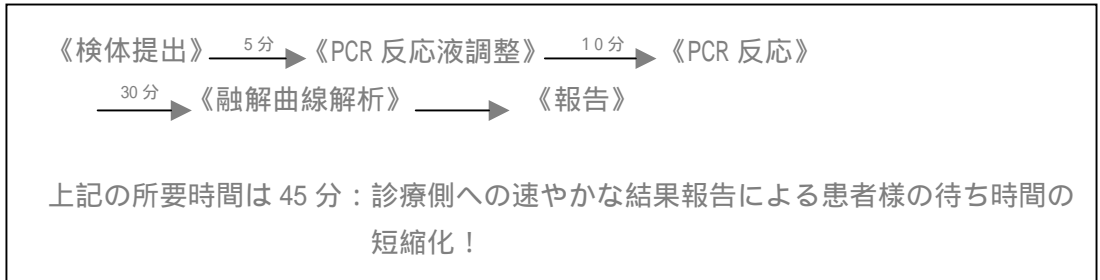 《検体提出》 5分 《PCR 反応液調整》 10分 《PCR 反応》
30分 《融解曲線解析》 《報告》
上記の所要時間は 45 分：診療側への速やかな結果報告による患者様の待ち時間の
短縮化！